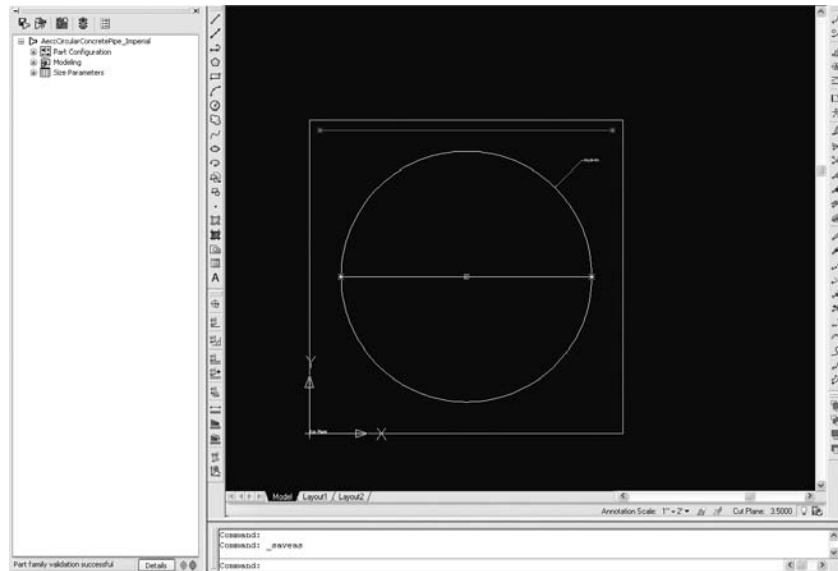 AeccCircularConcretePipe_Imperial
Part Configuration
Modeling
Size Parameters
A
Y
X
Model / Layout1 / Layout2 /
Annotation Scale: 1" = 2' Cut Plane: 3.5000
Command:
Command: _saveas
Command:
Part family validation successful Details